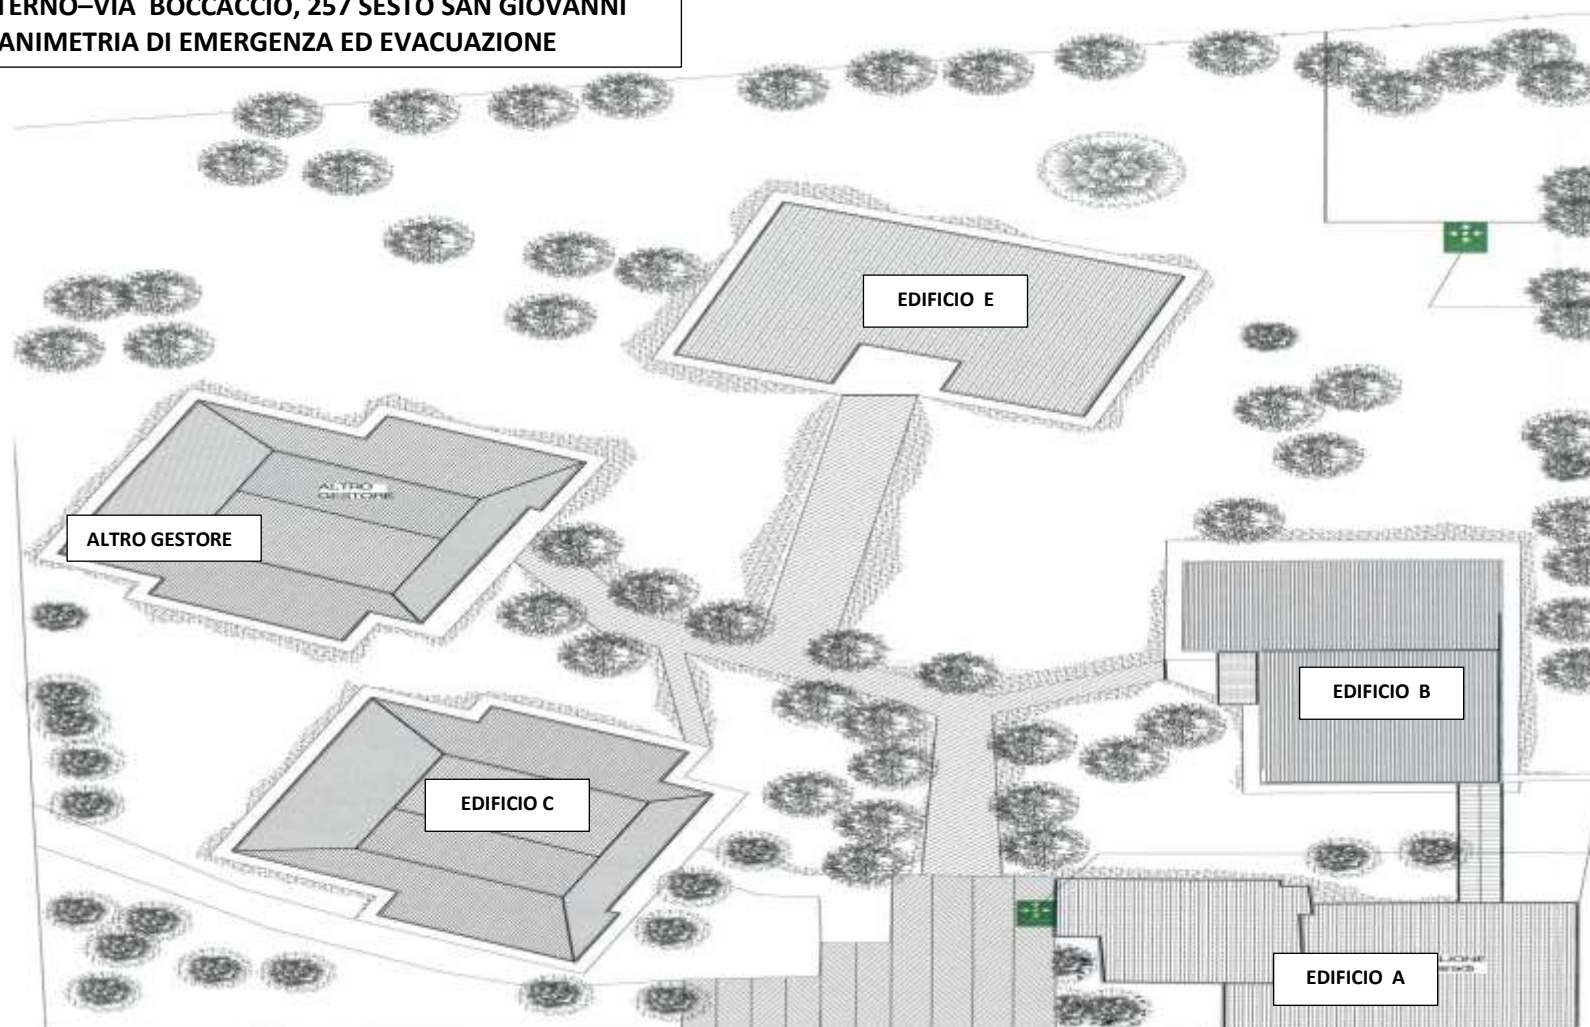 TERNO–VIA BOCCACCIO, 257 SESTO SAN GIOVANNI
ANIMETRIA DI EMERGENZA ED EVACUAZIONE
EDIFICIO E
ALTRO
GESTORE
ALTRO GESTORE
EDIFICIO B
EDIFICIO C
EDIFICIO A